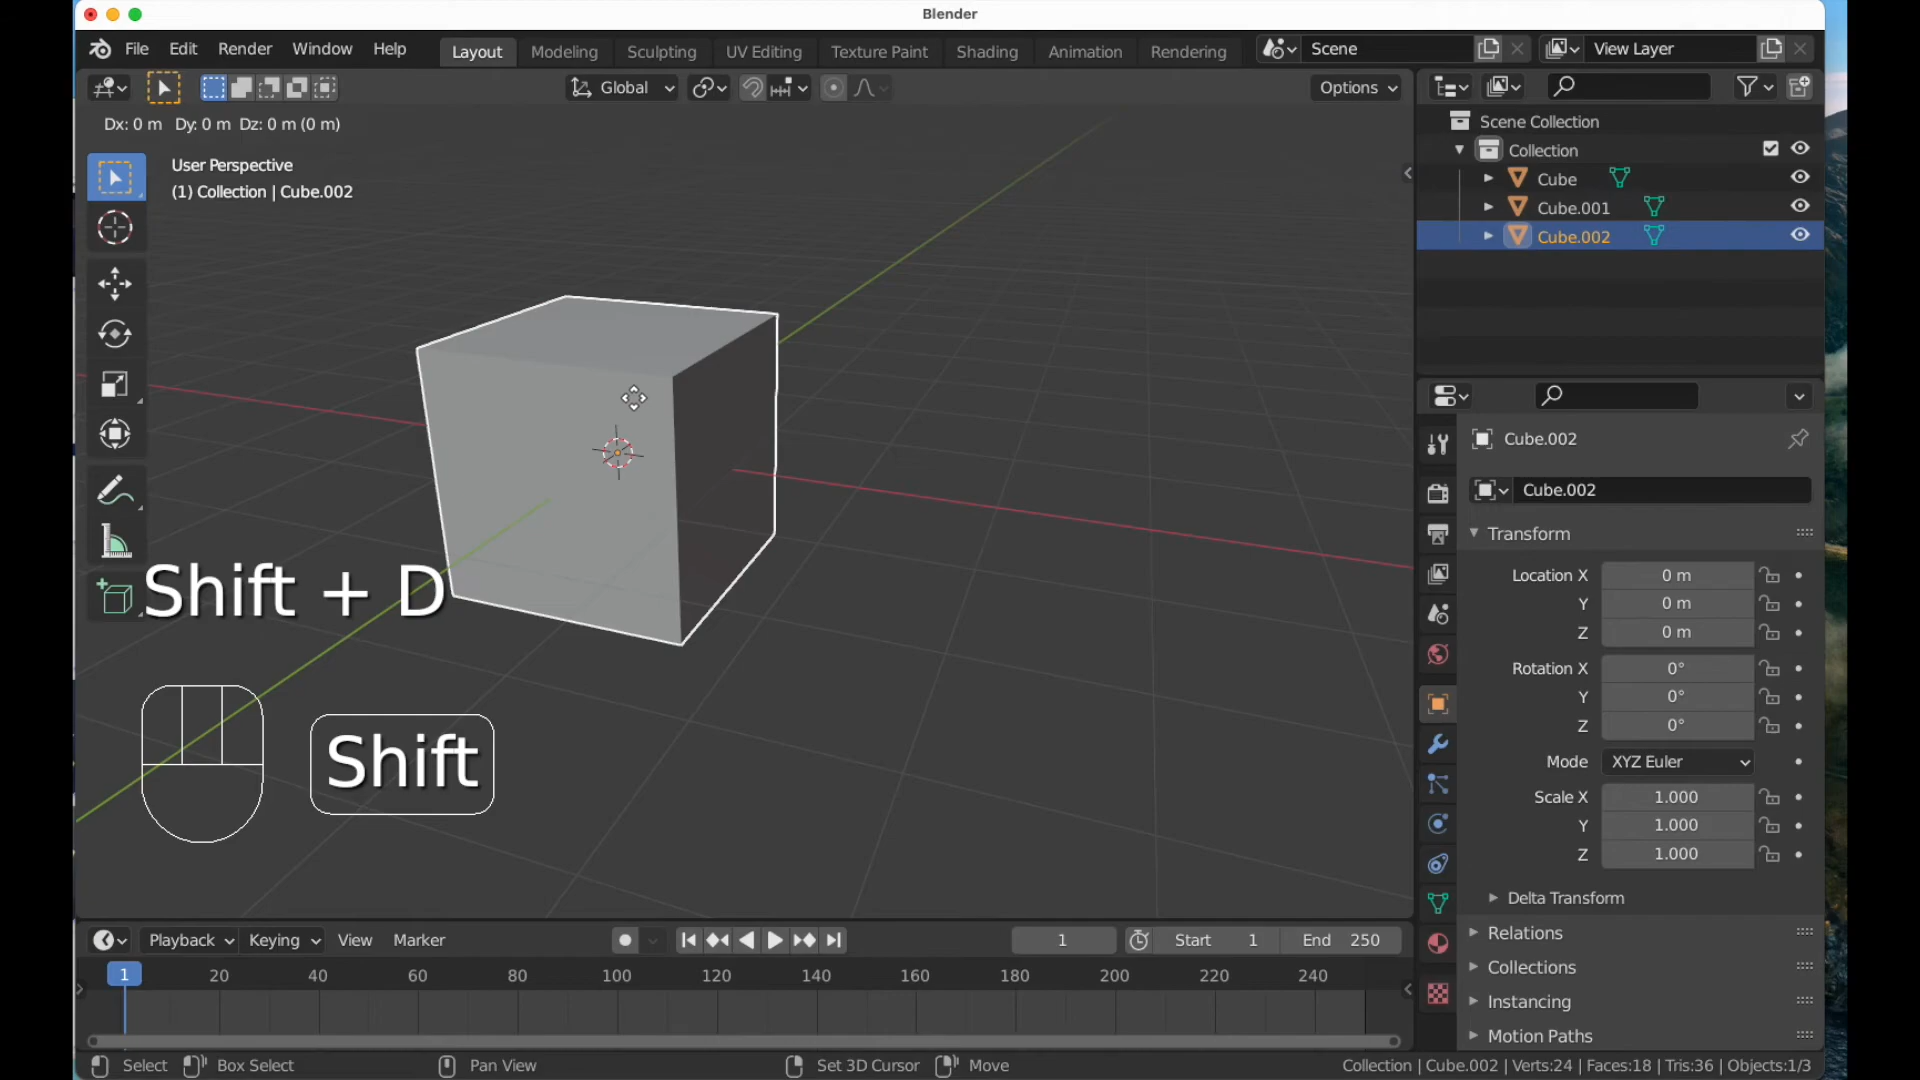 Blender
File Edit Render Window Help Layout Modeling Sculpting UV Editing Texture Paint Shading Animation Rendering Scene View Layer
Global Options
Dx: 0 m Dy: 0 m Dz: 0 m (0 m)
User Perspective
(1) Collection | Cube.002
Scene Collection
Collection
Cube
Cube.001
Cube.002
Cube.002
Cube.002
Transform
Location X 0 m
Y 0 m
Z 0 m
Rotation X 0°
Y 0°
Z 0°
Mode XYZ Euler
Scale X 1.000
Y 1.000
Z 1.000
Delta Transform
Relations
Collections
Instancing
Motion Paths
Shift + D
Shift
Playback Keying View Marker 1 Start 1 End 250
1 20 40 60 80 100 120 140 160 180 200 220 240
Select Box Select Pan View Set 3D Cursor Move Collection | Cube.002 | Verts:24 | Faces:18 | Tris:36 | Objects:1/3